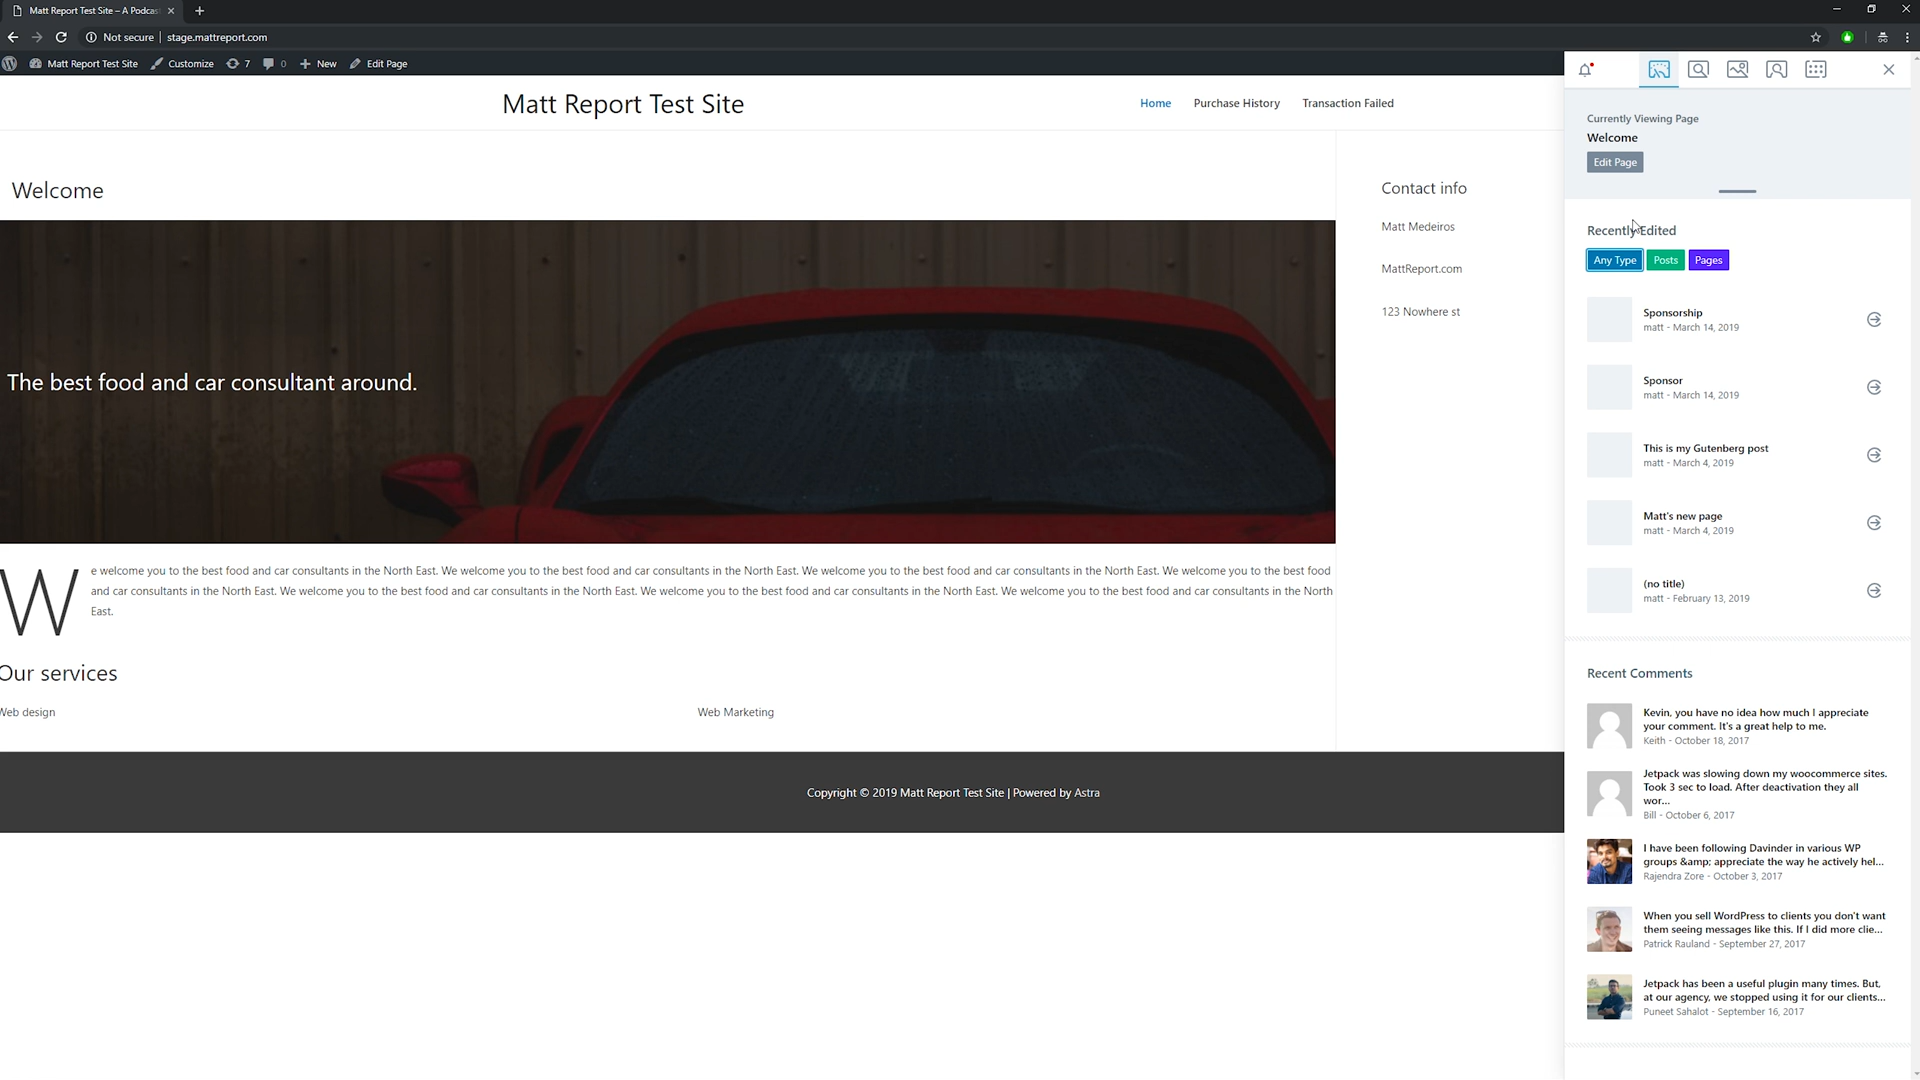 Matt Report Test Site – A Podcas
Not secure
stage.mattreport.com
Matt Report Test Site
Customize
7
0
New
Edit Page
Matt Report Test Site
Home
Purchase History
Transaction Failed
Welcome
The best food and car consultant around.
We welcome you to the best food and car consultants in the North East. We welcome you to the best food and car consultants in the North East. We welcome you to the best food and car consultants in the North East. We welcome you to the best food
and car consultants in the North East. We welcome you to the best food and car consultants in the North East. We welcome you to the best food and car consultants in the North East. We welcome you to the best food and car consultants in the North
East.
Our services
Web design
Web Marketing
Contact info
Matt Medeiros
MattReport.com
123 Nowhere st
Copyright © 2019 Matt Report Test Site | Powered by Astra
Currently Viewing Page
Welcome
Edit Page
Recently Edited
Any Type
Posts
Pages
Sponsorship
matt - March 14, 2019
Sponsor
matt - March 14, 2019
This is my Gutenberg post
matt - March 4, 2019
Matt's new page
matt - March 4, 2019
(no title)
matt - February 13, 2019
Recent Comments
Kevin, you have no idea how much I appreciate
your comment. It's a great help to me.
Keith - October 18, 2017
Jetpack was slowing down my woocommerce sites.
Took 3 sec to load. After deactivation they all
wor...
Bill - October 6, 2017
I have been following Davinder in various WP
groups &amp; appreciate the way he actively hel...
Rajendra Zore - October 3, 2017
When you sell WordPress to clients you don't want
them seeing messages like this. If I did more clie...
Patrick Rauland - September 27, 2017
Jetpack has been a useful plugin many times. But,
at our agency, we stopped using it for our clients...
Puneet Sahalot - September 16, 2017